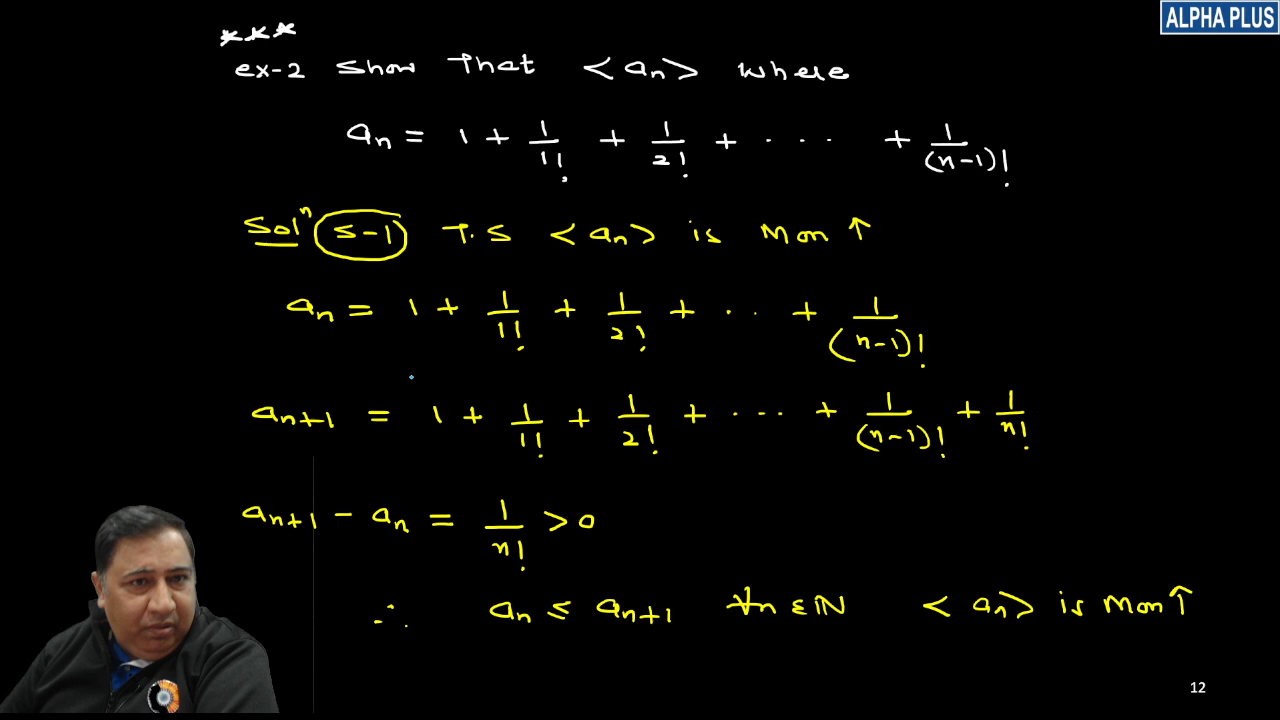 ALPHA PLUS
***
ex-2 Show That <an> where
an = 1 + 1/1! + 1/2! + ... + 1/(n-1)!
Solⁿ S-1 T.S <an> is Mon ↑
an = 1 + 1/1! + 1/2! + .. + 1/(n-1)!
an+1 = 1 + 1/1! + 1/2! + ... + 1/(n-1)! + 1/n!
an+1 - an = 1/n! > 0
∴ an ≤ an+1 ∀n ∈ IN <an> is Mon ↑
12